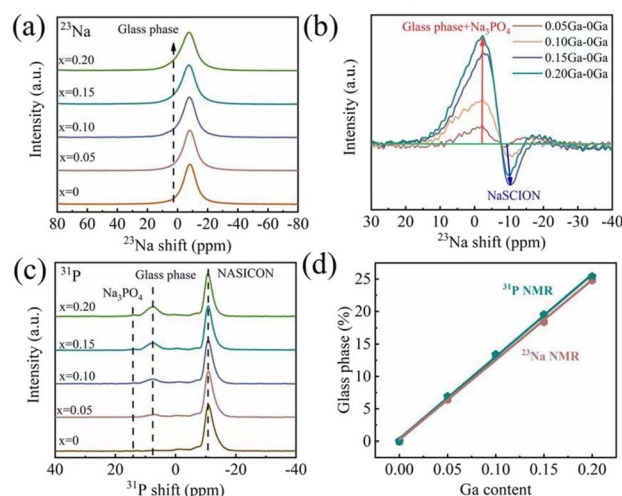 (a)
²³Na
Glass phase
x=0.20
x=0.15
x=0.10
x=0.05
x=0
Intensity (a.u.)
80 60 40 20 0 -20 -40 -60 -80
²³Na shift (ppm)
(b)
Glass phase+Na₃PO₄
0.05Ga-0Ga
0.10Ga-0Ga
0.15Ga-0Ga
0.20Ga-0Ga
NaSCION
Intensity (a.u.)
30 20 10 0 -10 -20 -30 -40
²³Na shift (ppm)
(c)
³¹P
Na₃PO₄
Glass phase
NASICON
x=0.20
x=0.15
x=0.10
x=0.05
x=0
Intensity (a.u.)
40 20 0 -20 -40
³¹P shift (ppm)
(d)
³¹P NMR
²³Na NMR
Glass phase (%)
25
20
15
10
5
0
0.00 0.05 0.10 0.15 0.20
Ga content